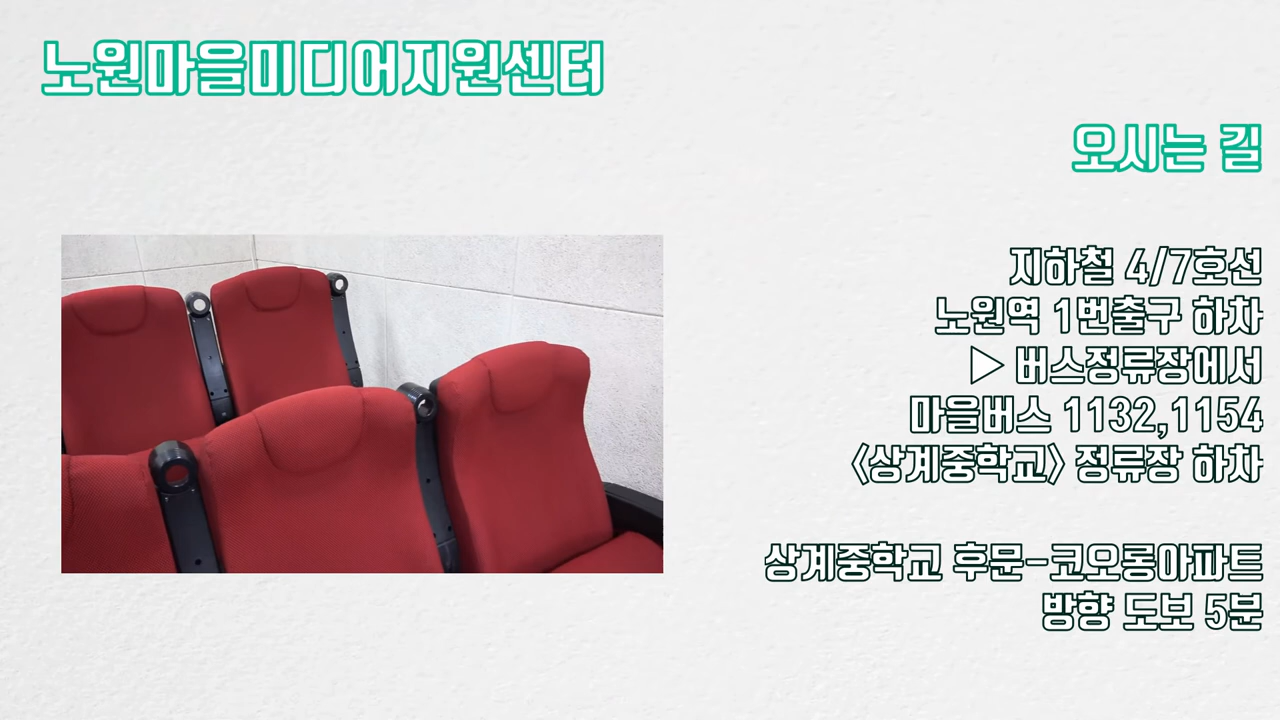 노원마을미디어지원센터
오시는 길
지하철 4/7호선
노원역 1번출구 하차
▶ 버스정류장에서
마을버스 1132,1154
<상계중학교> 정류장 하차
상계중학교 후문-코오롱아파트
방향 도보 5분